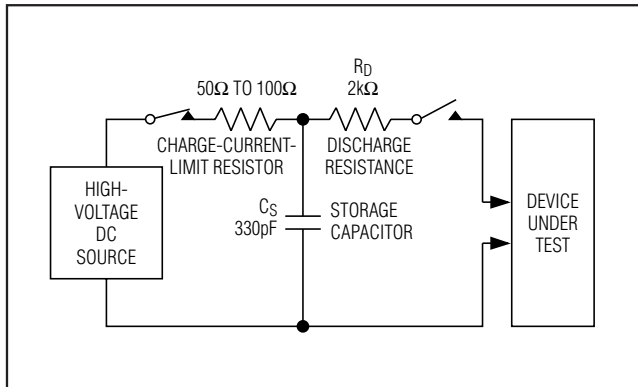 R_D
50Ω TO 100Ω
2kΩ
CHARGE-CURRENT-
LIMIT RESISTOR
DISCHARGE
RESISTANCE
HIGH-
VOLTAGE
DC
SOURCE
C_S
330pF
STORAGE
CAPACITOR
DEVICE
UNDER
TEST